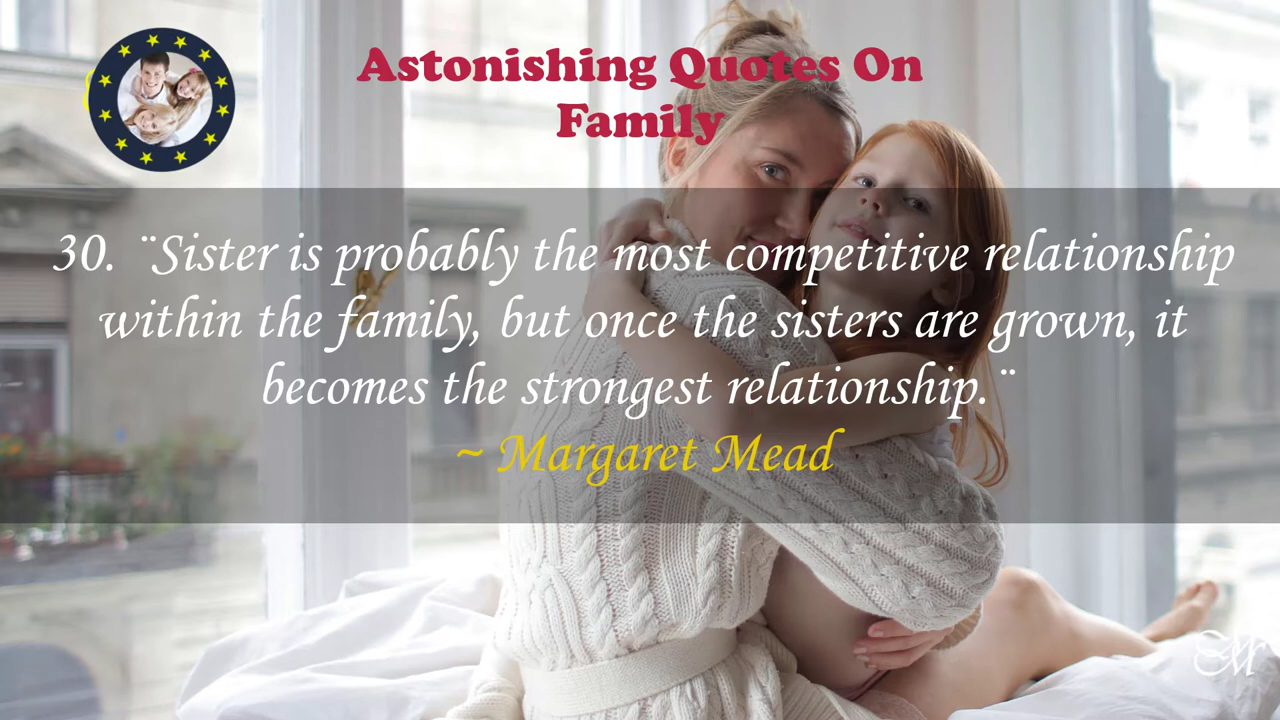 Astonishing Quotes On
Family
30. ¨Sister is probably the most competitive relationship
within the family, but once the sisters are grown, it
becomes the strongest relationship.¨
~ Margaret Mead